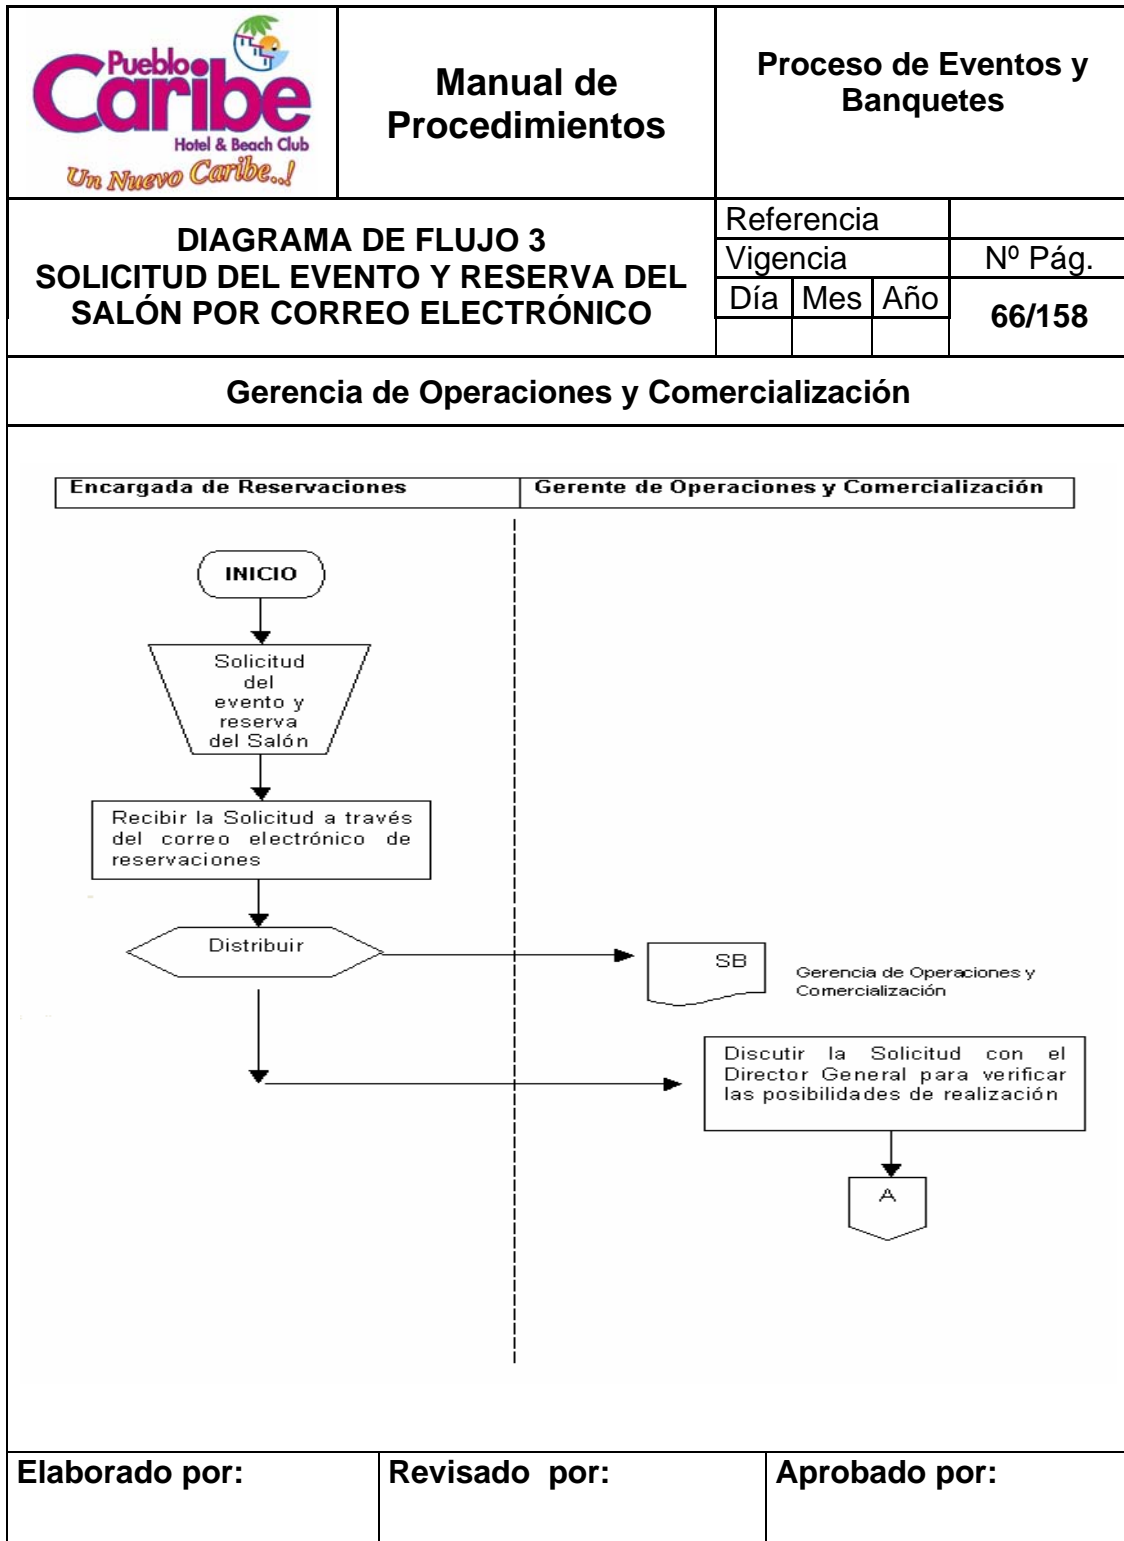 Pueblo
Caribe
Hotel & Beach Club
Un Nuevo Caribe..!
Manual de
Procedimientos
Proceso de Eventos y
Banquetes
DIAGRAMA DE FLUJO 3
SOLICITUD DEL EVENTO Y RESERVA DEL
SALÓN POR CORREO ELECTRÓNICO
Referencia
Vigencia
Nº Pág.
Día Mes Año
66/158
Gerencia de Operaciones y Comercialización
Encargada de Reservaciones
Gerente de Operaciones y Comercialización
INICIO
Solicitud
del
evento y
reserva
del Salón
Recibir la Solicitud a través
del correo electrónico de
reservaciones
Distribuir
SB
Gerencia de Operaciones y
Comercialización
Discutir la Solicitud con el
Director General para verificar
las posibilidades de realización
A
Elaborado por:
Revisado por:
Aprobado por: